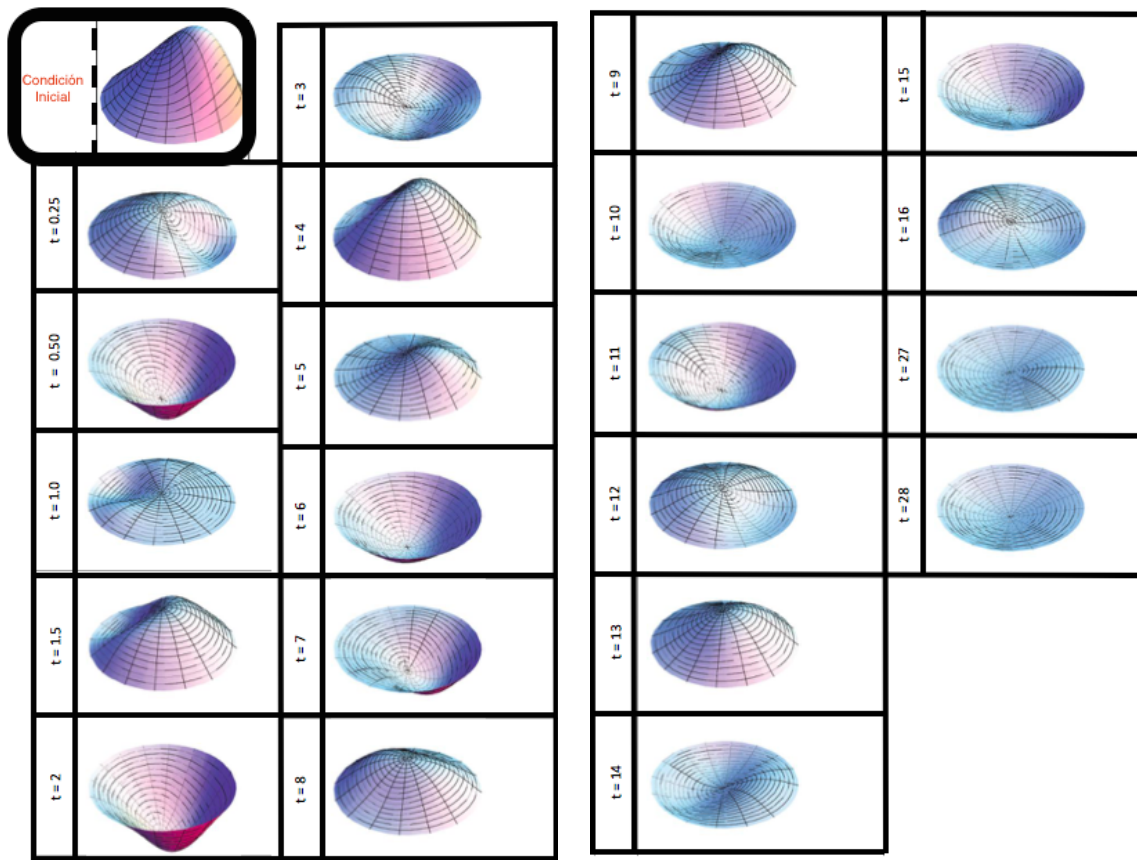 Condición
Inicial
t = 0.25
t = 0.50
t = 1.0
t = 1.5
t = 2
t = 3
t = 4
t = 5
t = 6
t = 7
t = 8
t = 9
t = 10
t = 11
t = 12
t = 13
t = 14
t = 15
t = 16
t = 27
t = 28